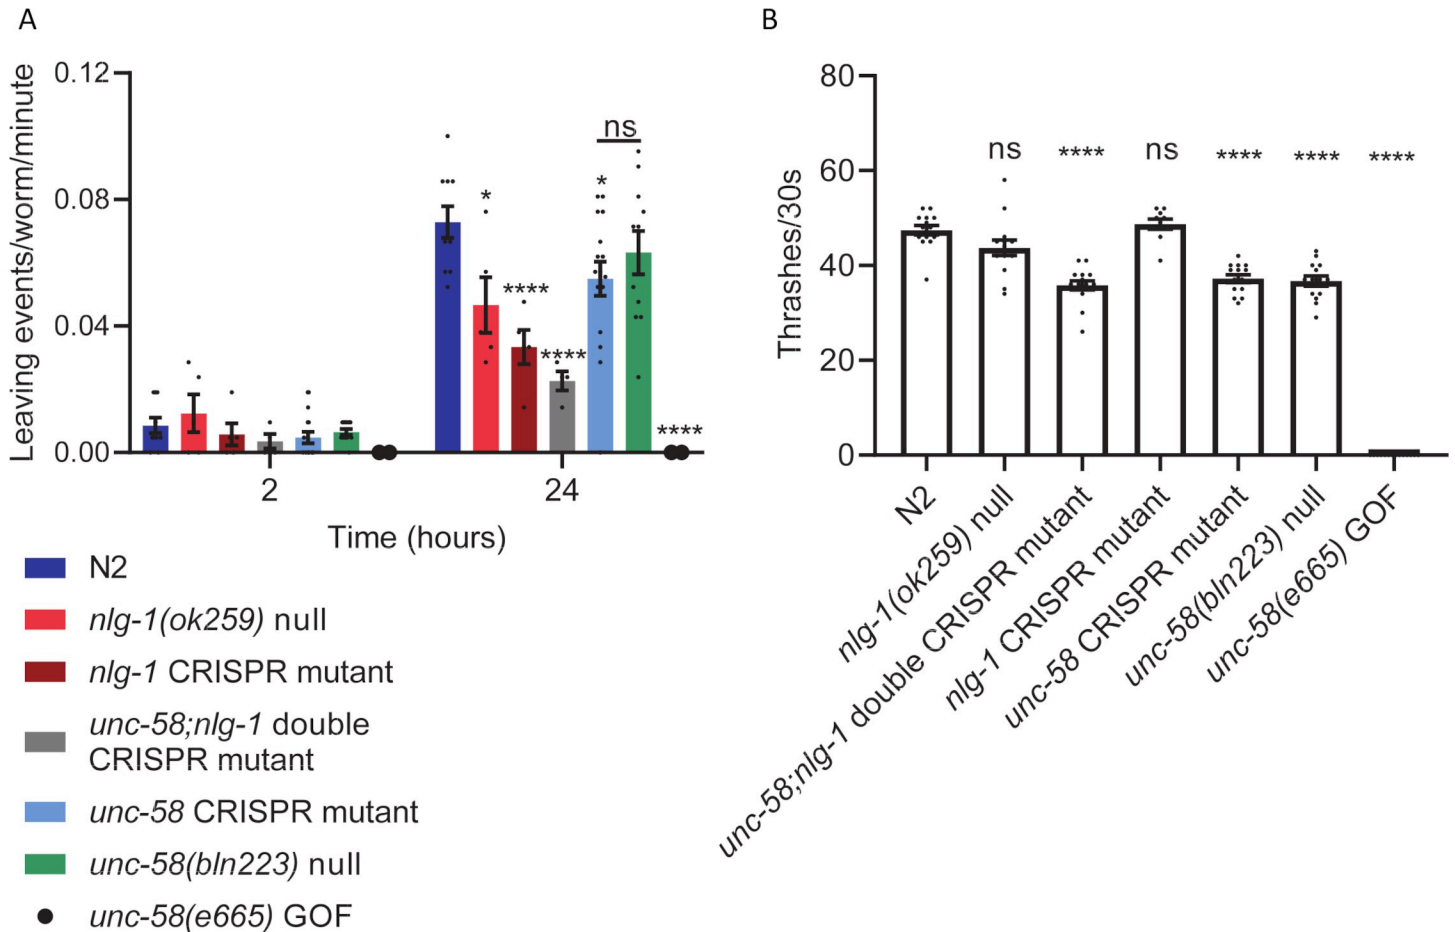 A
Leaving events/worm/minute
0.12
0.08
0.04
0.00
*
****
****
*
ns
****
2
24
Time (hours)
N2
nlg-1(ok259) null
nlg-1 CRISPR mutant
unc-58;nlg-1 double
CRISPR mutant
unc-58 CRISPR mutant
unc-58(bln223) null
unc-58(e665) GOF
B
Thrashes/30s
80
60
40
20
0
ns
****
ns
****
****
****
N2
nlg-1(ok259) null
unc-58;nlg-1 double CRISPR mutant
nlg-1 CRISPR mutant
unc-58 CRISPR mutant
unc-58(bln223) null
unc-58(e665) GOF